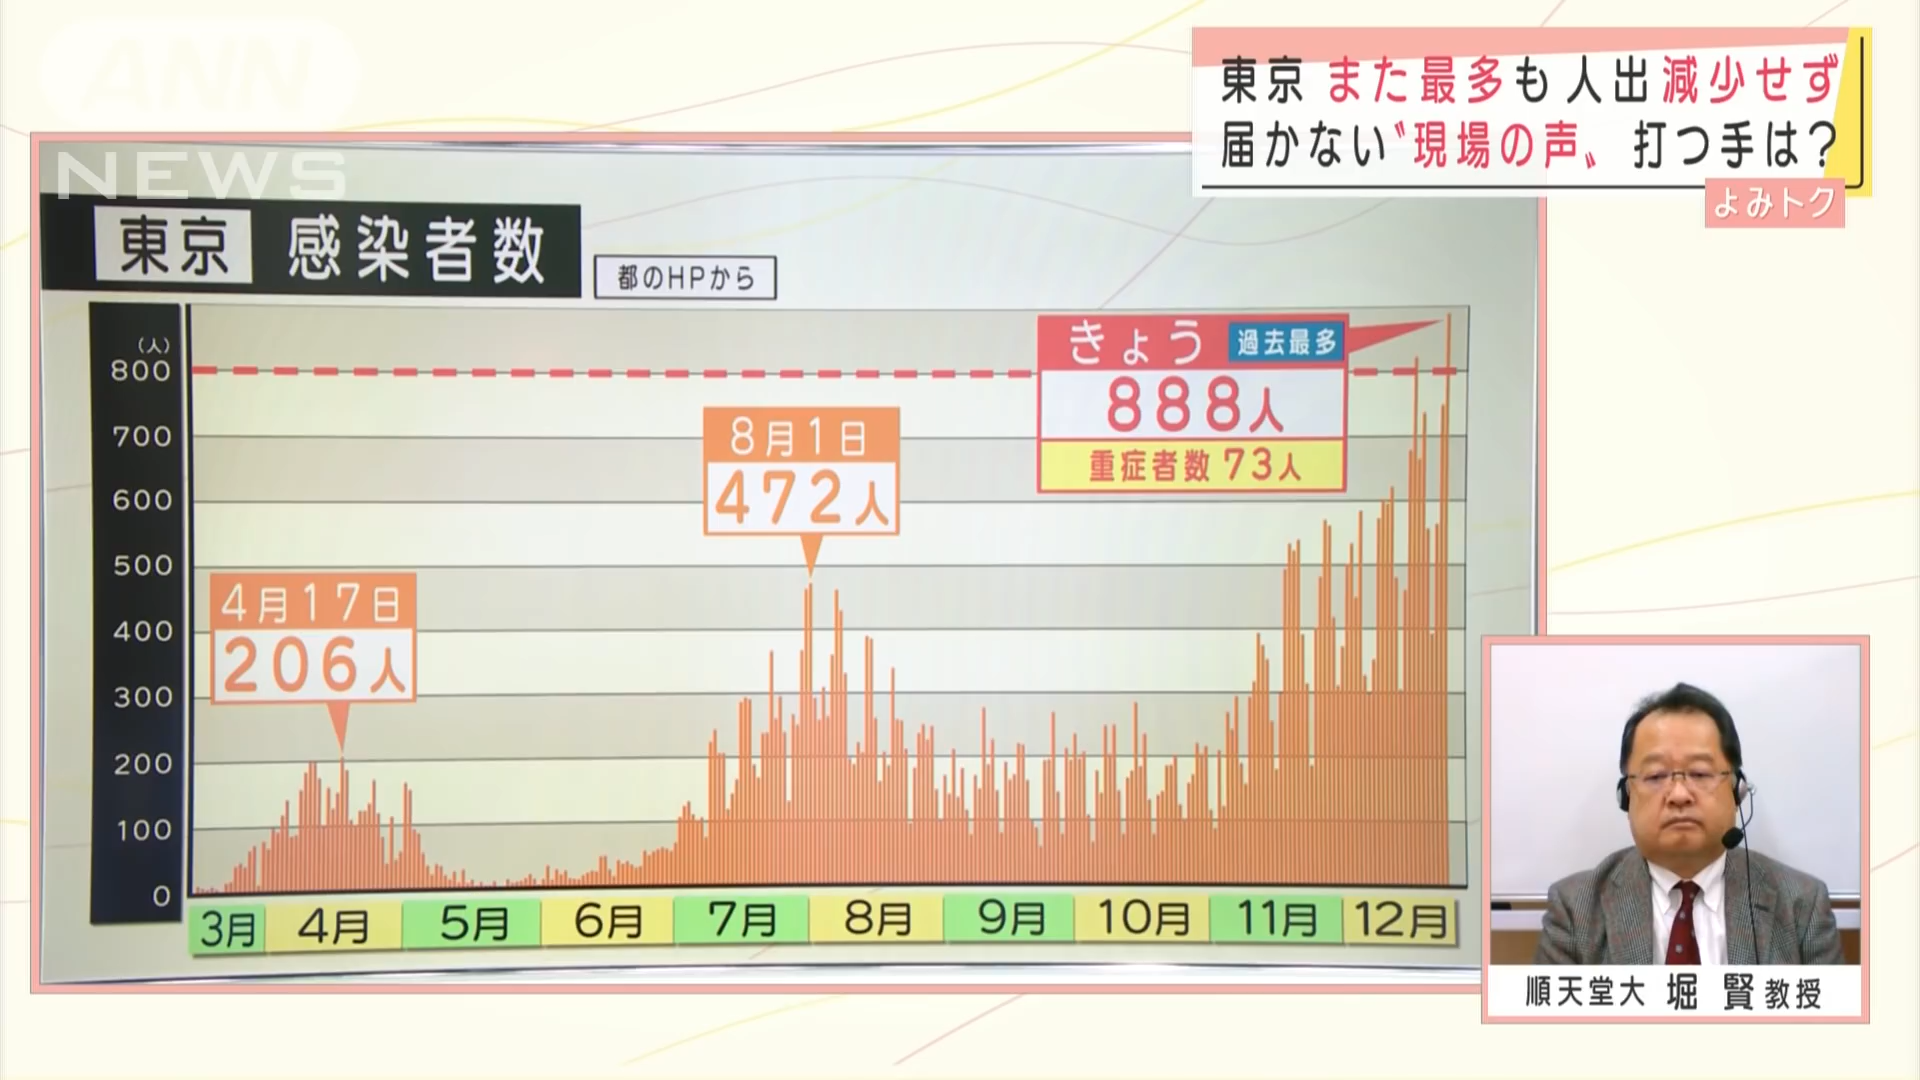 ANN
NEWS
東京 また最多も人出減少せず
届かない〝現場の声〟打つ手は?
よみトク
東京 感染者数
都のHPから
(人)
800
700
600
500
400
300
200
100
0
4月17日
206人
8月1日
472人
きょう 過去最多
888人
重症者数 73人
3月 4月 5月 6月 7月 8月 9月 10月 11月 12月
順天堂大 堀 賢 教授